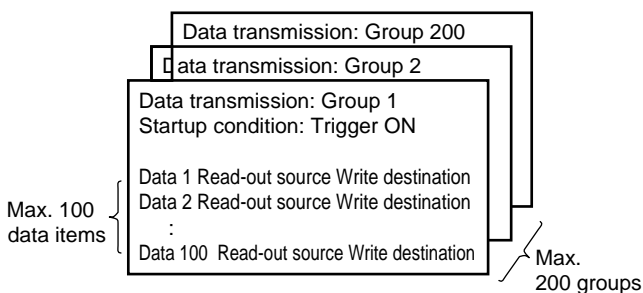 Data transmission: Group 200
Data transmission: Group 2
Data transmission: Group 1
Startup condition: Trigger ON
Data 1 Read-out source Write destination
Data 2 Read-out source Write destination
:
Data 100 Read-out source Write destination
Max. 100
data items
Max.
200 groups